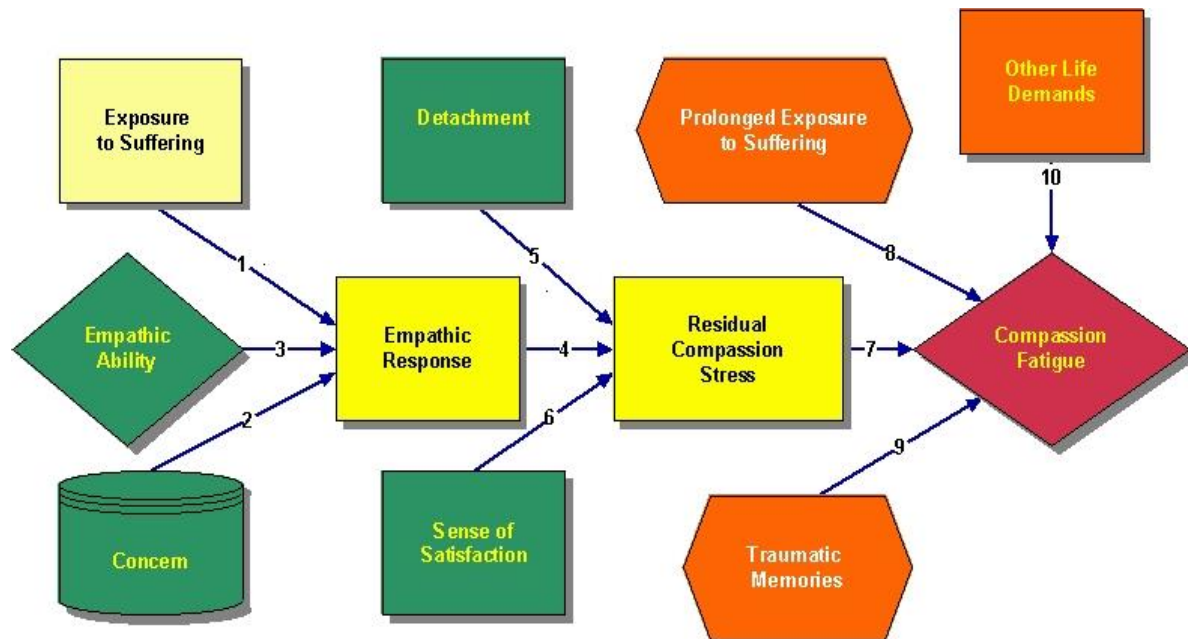 Other Life
Demands
Exposure
to Suffering
Detachment
Prolonged Exposure
to Suffering
10
1
5
8
Empathic
Ability
3
Empathic
Response
4
Residual
Compassion
Stress
7
Compassion
Fatigue
2
6
9
Concern
Sense of
Satisfaction
Traumatic
Memories